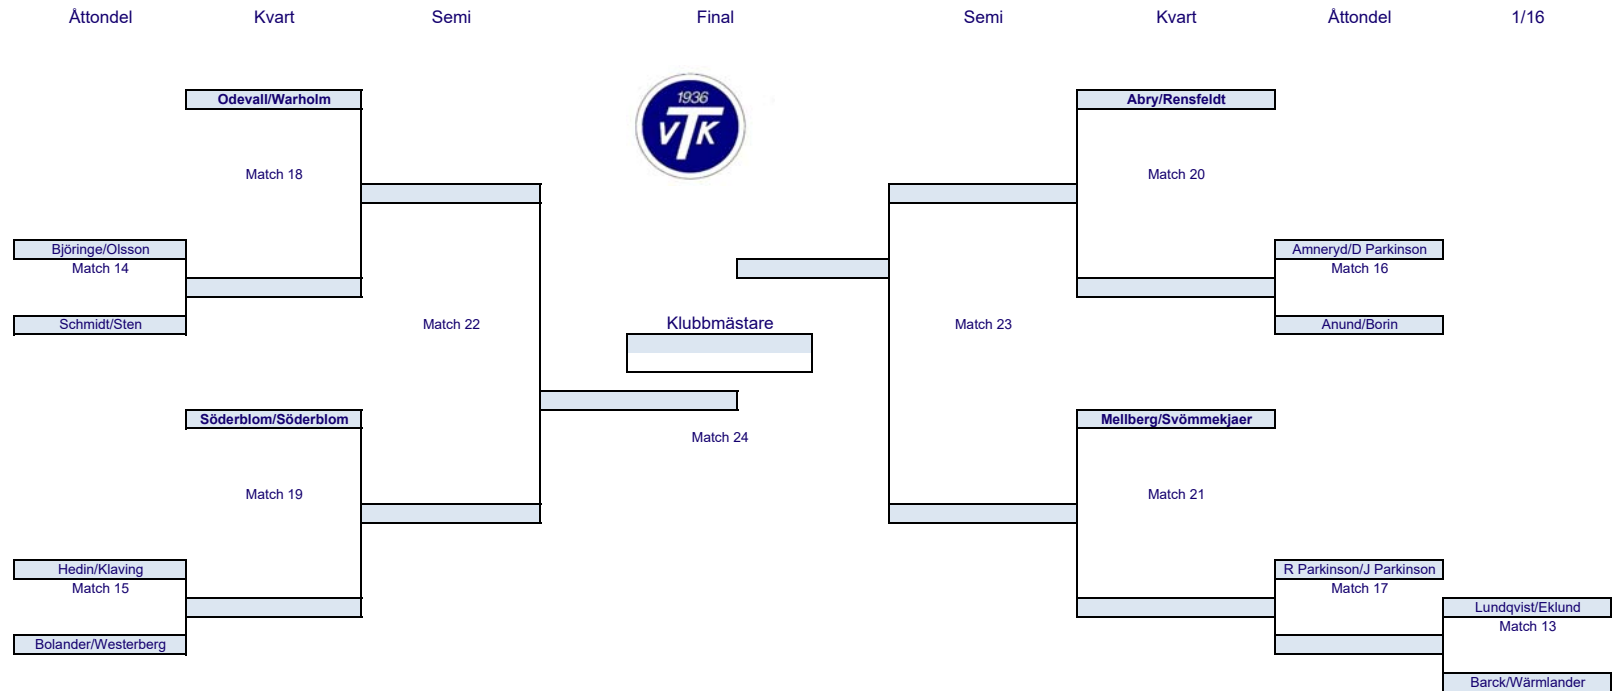 Åttondel Kvart Semi Final Semi Kvart Åttondel 1/16
1936
VTK
Odevall/Warholm Abry/Rensfeldt
Match 18 Match 20
Björinge/Olsson Amneryd/D Parkinson
Match 14 Match 16
Schmidt/Sten Match 22 Klubbmästare Match 23 Anund/Borin
Söderblom/Söderblom Mellberg/Svömmekjaer
Match 24
Match 19 Match 21
Hedin/Klaving R Parkinson/J Parkinson
Match 15 Match 17
Lundqvist/Eklund
Match 13
Bolander/Westerberg
Barck/Wärmlander